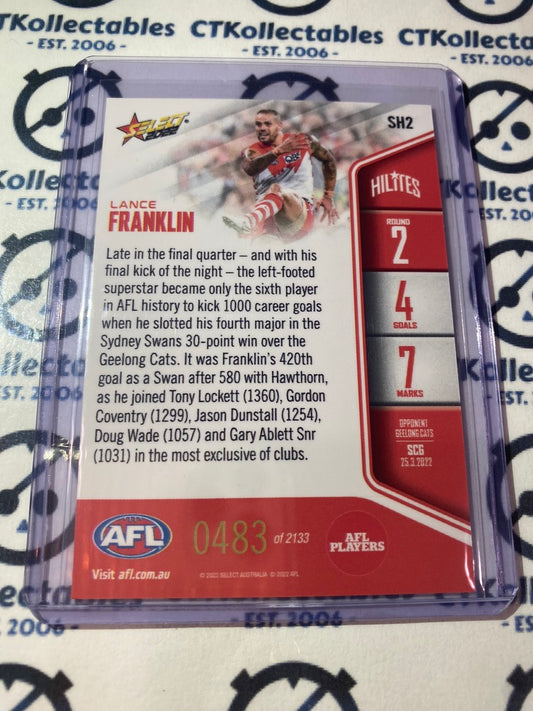 CTKollectables
- EST. 2006 -
CTKollectables
- EST. 2006 -
Kollectables
- EST. 2006 -
SELECT
2022
SH2
LANCE
FRANKLIN
HILITES
ROUND
2
4
GOALS
7
MARKS
OPPONENT
GEELONG CATS
SCG
25.3.2022
Late in the final quarter – and with his
final kick of the night – the left-footed
superstar became only the sixth player
in AFL history to kick 1000 career goals
when he slotted his fourth major in the
Sydney Swans 30-point win over the
Geelong Cats. It was Franklin's 420th
goal as a Swan after 580 with Hawthorn,
as he joined Tony Lockett (1360), Gordon
Coventry (1299), Jason Dunstall (1254),
Doug Wade (1057) and Gary Ablett Snr
(1031) in the most exclusive of clubs.
AFL
Visit afl.com.au
0483 of 2133
AFL
PLAYERS
© 2022 SELECT AUSTRALIA © 2022 AFL
2006 -
- EST. 2006 -